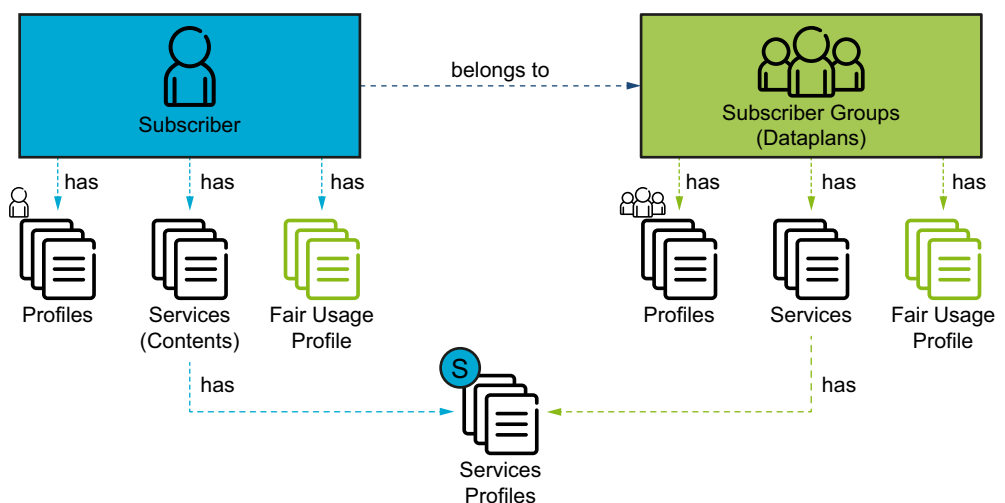 belongs to
Subscriber
Subscriber Groups
(Dataplans)
has
has
has
has
has
has
Profiles
Services
(Contents)
Fair Usage
Profile
Profiles
Services
Fair Usage
Profile
has
S
has
Services
Profiles